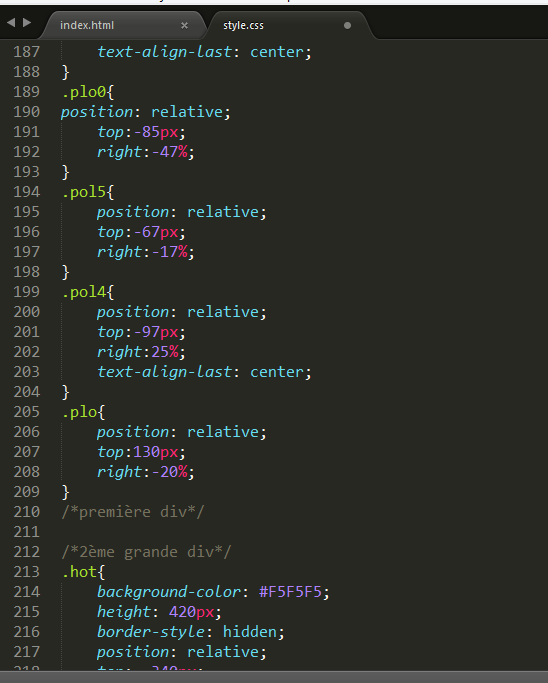 index.html × style.css
187 text-align-last: center;
188 }
189 .plo0{
190 position: relative;
191 top:-85px;
192 right:-47%;
193 }
194 .pol5{
195 position: relative;
196 top:-67px;
197 right:-17%;
198 }
199 .pol4{
200 position: relative;
201 top:-97px;
202 right:25%;
203 text-align-last: center;
204 }
205 .plo{
206 position: relative;
207 top:130px;
208 right:-20%;
209 }
210 /*première div*/
211
212 /*2ème grande div*/
213 .hot{
214 background-color: #F5F5F5;
215 height: 420px;
216 border-style: hidden;
217 position: relative;